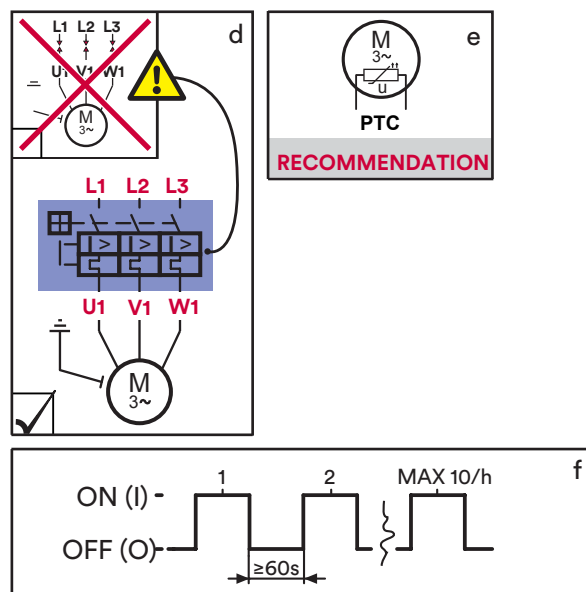 d
L1 L2 L3
U1 V1 W1
M
3~
L1 L2 L3
I> I> I>
U1 V1 W1
M
3~
e
M
3~
u
PTC
RECOMMENDATION
f
1 2 MAX 10/h
ON (I)
OFF (O)
≥60s